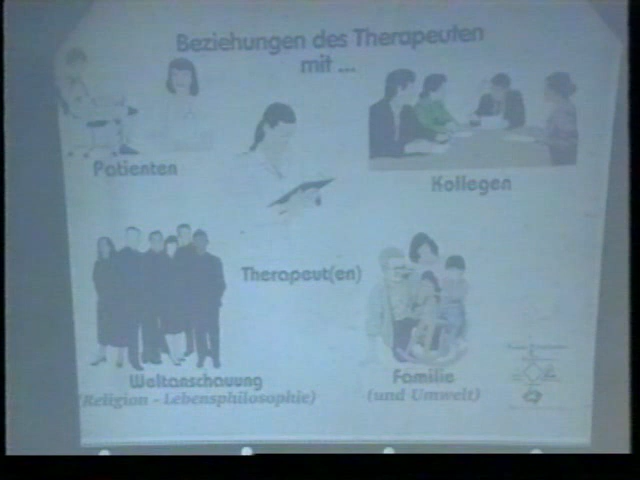 Beziehungen des Therapeuten
mit ...
Patienten
Kollegen
Therapeut(en)
Weltanschauung
(Religion - Lebensphilosophie)
Familie
(und Umwelt)